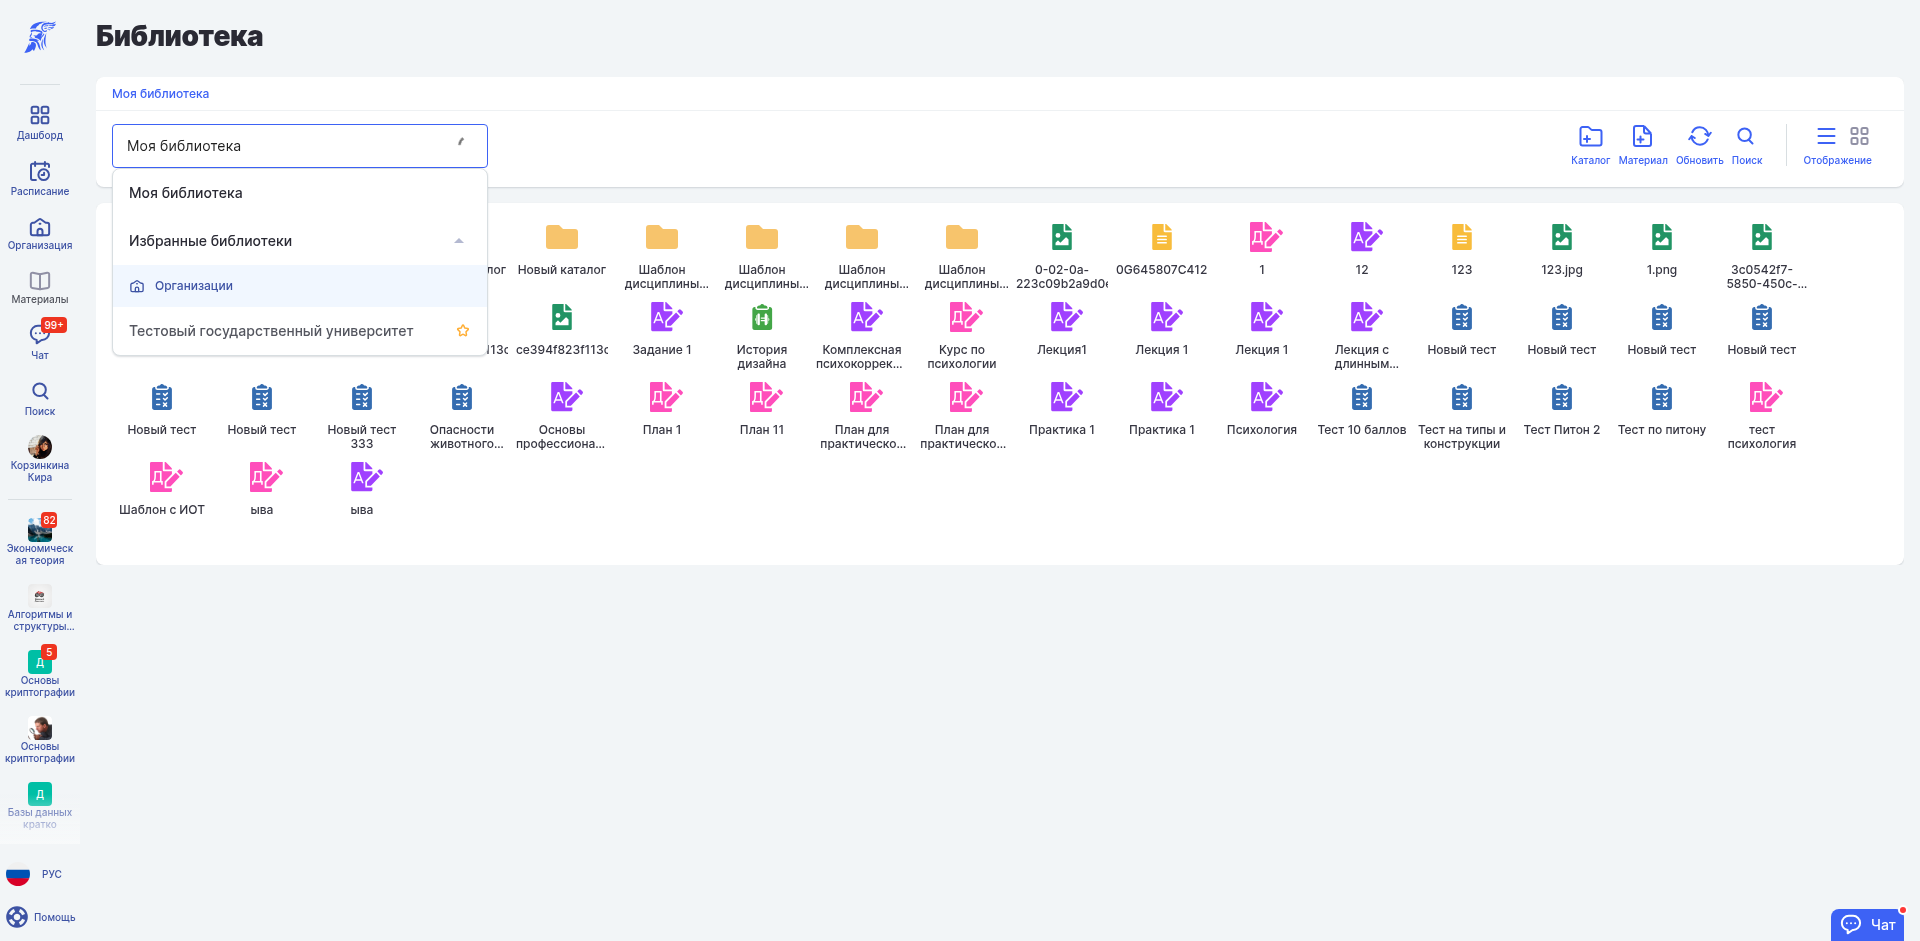 Библиотека
Моя библиотека
Моя библиотека
Каталог
Материал
Обновить
Поиск
Отображение
Моя библиотека
Избранные библиотеки
Организации
Тестовый государственный университет
Дашборд
Расписание
Организация
Материалы
99+
Чат
Поиск
Корзинкина
Кира
82
Экономическ
ая теория
Алгоритмы и
структуры...
5
Д
Основы
криптографии
Основы
криптографии
Д
Базы данных
кратко
РУС
Помощь
лог
Новый каталог
Шаблон
дисциплины...
Шаблон
дисциплины...
Шаблон
дисциплины...
Шаблон
дисциплины...
0-02-0a-
223c09b2a9d0e
0G645807C412
1
12
123
123.jpg
1.png
3c0542f7-
5850-450c-...
ce394f823f113c
Задание 1
История
дизайна
Комплексная
психокоррек...
Курс по
психологии
Лекция1
Лекция 1
Лекция 1
Лекция с
длинным...
Новый тест
Новый тест
Новый тест
Новый тест
Новый тест
Новый тест
Новый тест
333
Опасности
животного...
Основы
профессиона...
План 1
План 11
План для
практическо...
План для
практическо...
Практика 1
Практика 1
Психология
Тест 10 баллов
Тест на типы и
конструкции
Тест Питон 2
Тест по питону
тест
психология
Шаблон с ИОТ
ыва
ыва
Чат